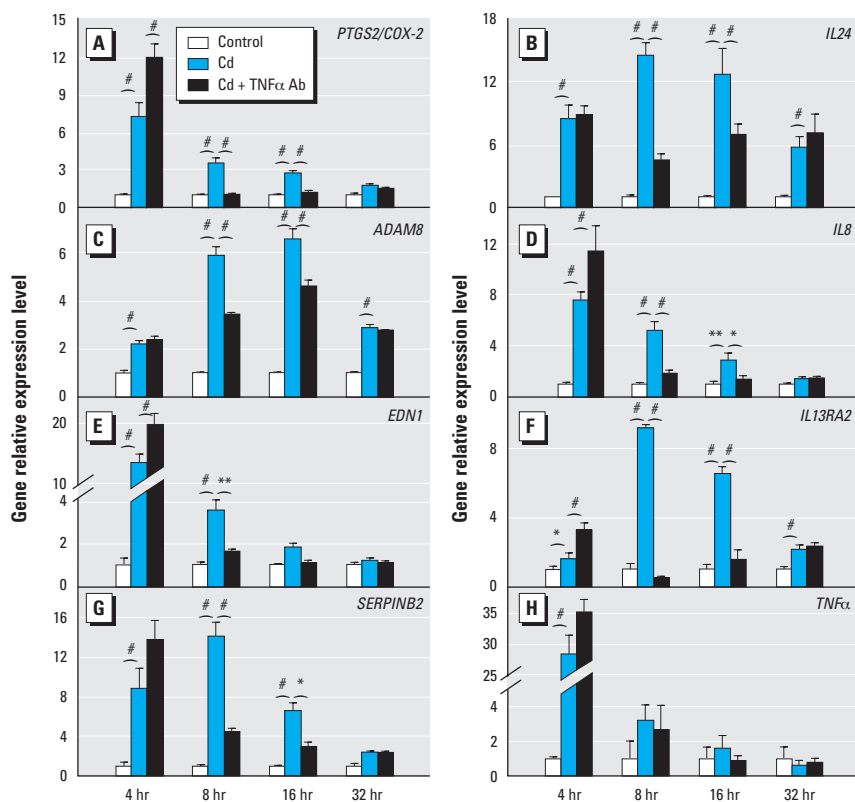 A
PTGS2/COX-2
Control
Cd
Cd + TNFα Ab
15
12
9
6
3
0
# #
# #
# #
B
IL24
18
12
6
0
#
# #
# #
#
C
ADAM8
6
4
2
0
#
# #
# #
#
D
IL8
12
8
4
0
# #
# #
** *
E
EDN1
20
10
4
2
0
# #
# **
F
IL13RA2
8
4
0
* #
# #
# #
#
G
SERPINB2
16
12
8
4
0
#
# #
# *
4 hr 8 hr 16 hr 32 hr
H
TNFα
35
30
25
4
2
0
#
4 hr 8 hr 16 hr 32 hr
Gene relative expression level
Gene relative expression level